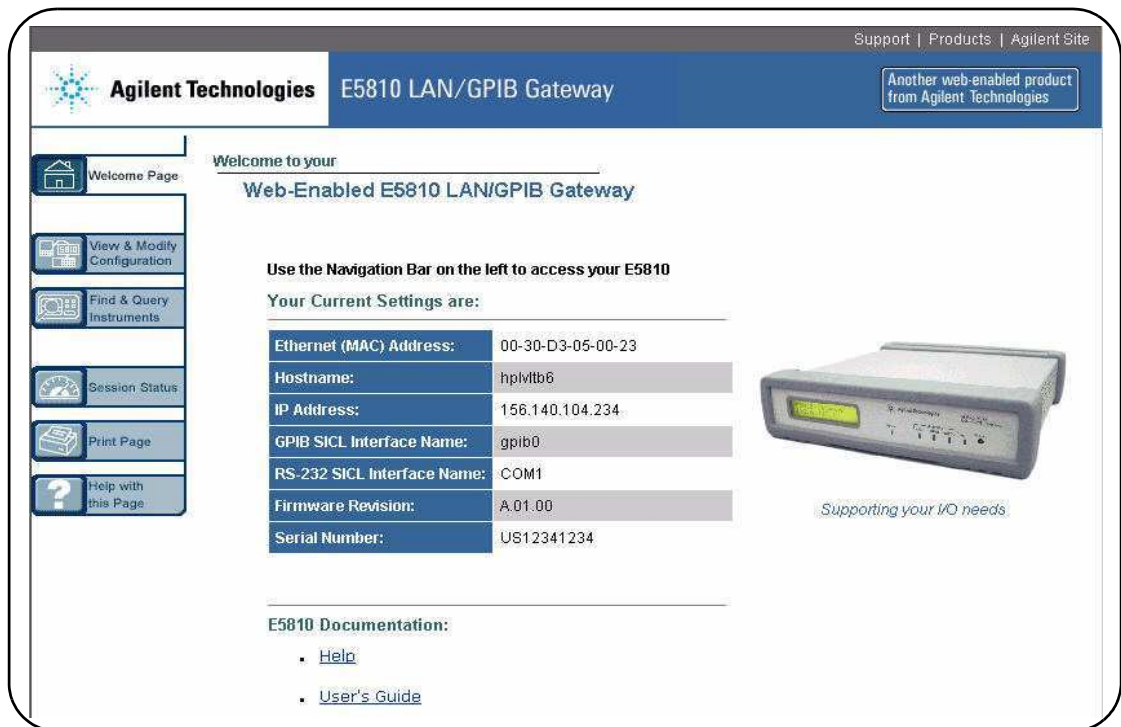 Support | Products | Agilent Site
Agilent Technologies
E5810 LAN/GPIB Gateway
Another web-enabled product
from Agilent Technologies
Welcome Page
View & Modify
Configuration
Find & Query
Instruments
Session Status
Print Page
Help with
this Page
Welcome to your
Web-Enabled E5810 LAN/GPIB Gateway
Use the Navigation Bar on the left to access your E5810
Your Current Settings are:
Ethernet (MAC) Address: 00-30-D3-05-00-23
Hostname: hplvltb6
IP Address: 156.140.104.234
GPIB SICL Interface Name: gpib0
RS-232 SICL Interface Name: COM1
Firmware Revision: A.01.00
Serial Number: US12341234
Agilent Technologies
Supporting your I/O needs
E5810 Documentation:
Help
User's Guide